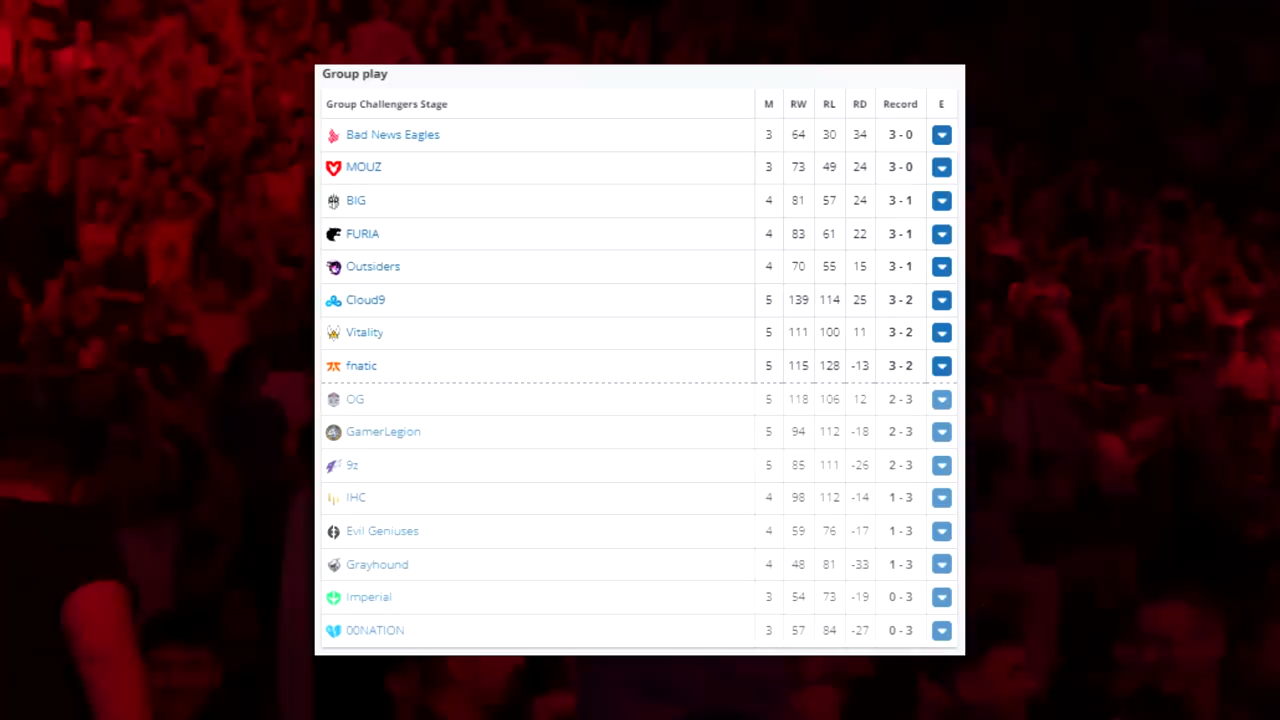 Group play
Group Challengers Stage M RW RL RD Record E
Bad News Eagles 3 64 30 34 3 - 0
MOUZ 3 73 49 24 3 - 0
BIG 4 81 57 24 3 - 1
FURIA 4 83 61 22 3 - 1
Outsiders 4 70 55 15 3 - 1
Cloud9 5 139 114 25 3 - 2
Vitality 5 111 100 11 3 - 2
fnatic 5 115 128 -13 3 - 2
OG 5 118 106 12 2 - 3
GamerLegion 5 94 112 -18 2 - 3
9z 5 85 111 -26 2 - 3
IHC 4 98 112 -14 1 - 3
Evil Geniuses 4 59 76 -17 1 - 3
Grayhound 4 48 81 -33 1 - 3
Imperial 3 54 73 -19 0 - 3
00NATION 3 57 84 -27 0 - 3